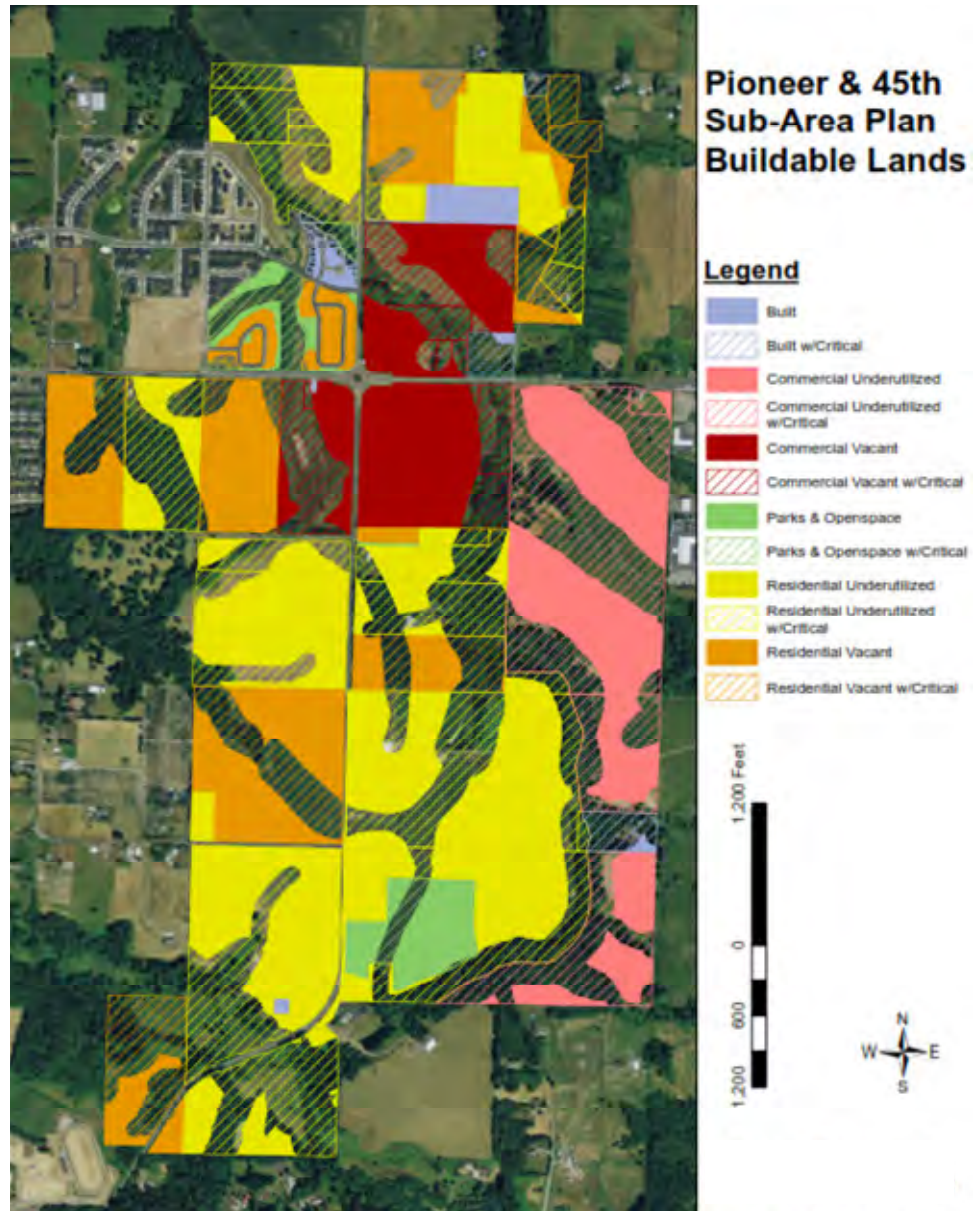 Pioneer & 45th
Sub-Area Plan
Buildable Lands
Legend
Built
Built w/Critical
Commercial Underutilized
Commercial Underutilized
w/Critical
Commercial Vacant
Commercial Vacant w/Critical
Parks & Openspace
Parks & Openspace w/Critical
Residential Underutilized
Residential Underutilized
w/Critical
Residential Vacant
Residential Vacant w/Critical
1,200 Feet
0
600
1,200
N
W
E
S